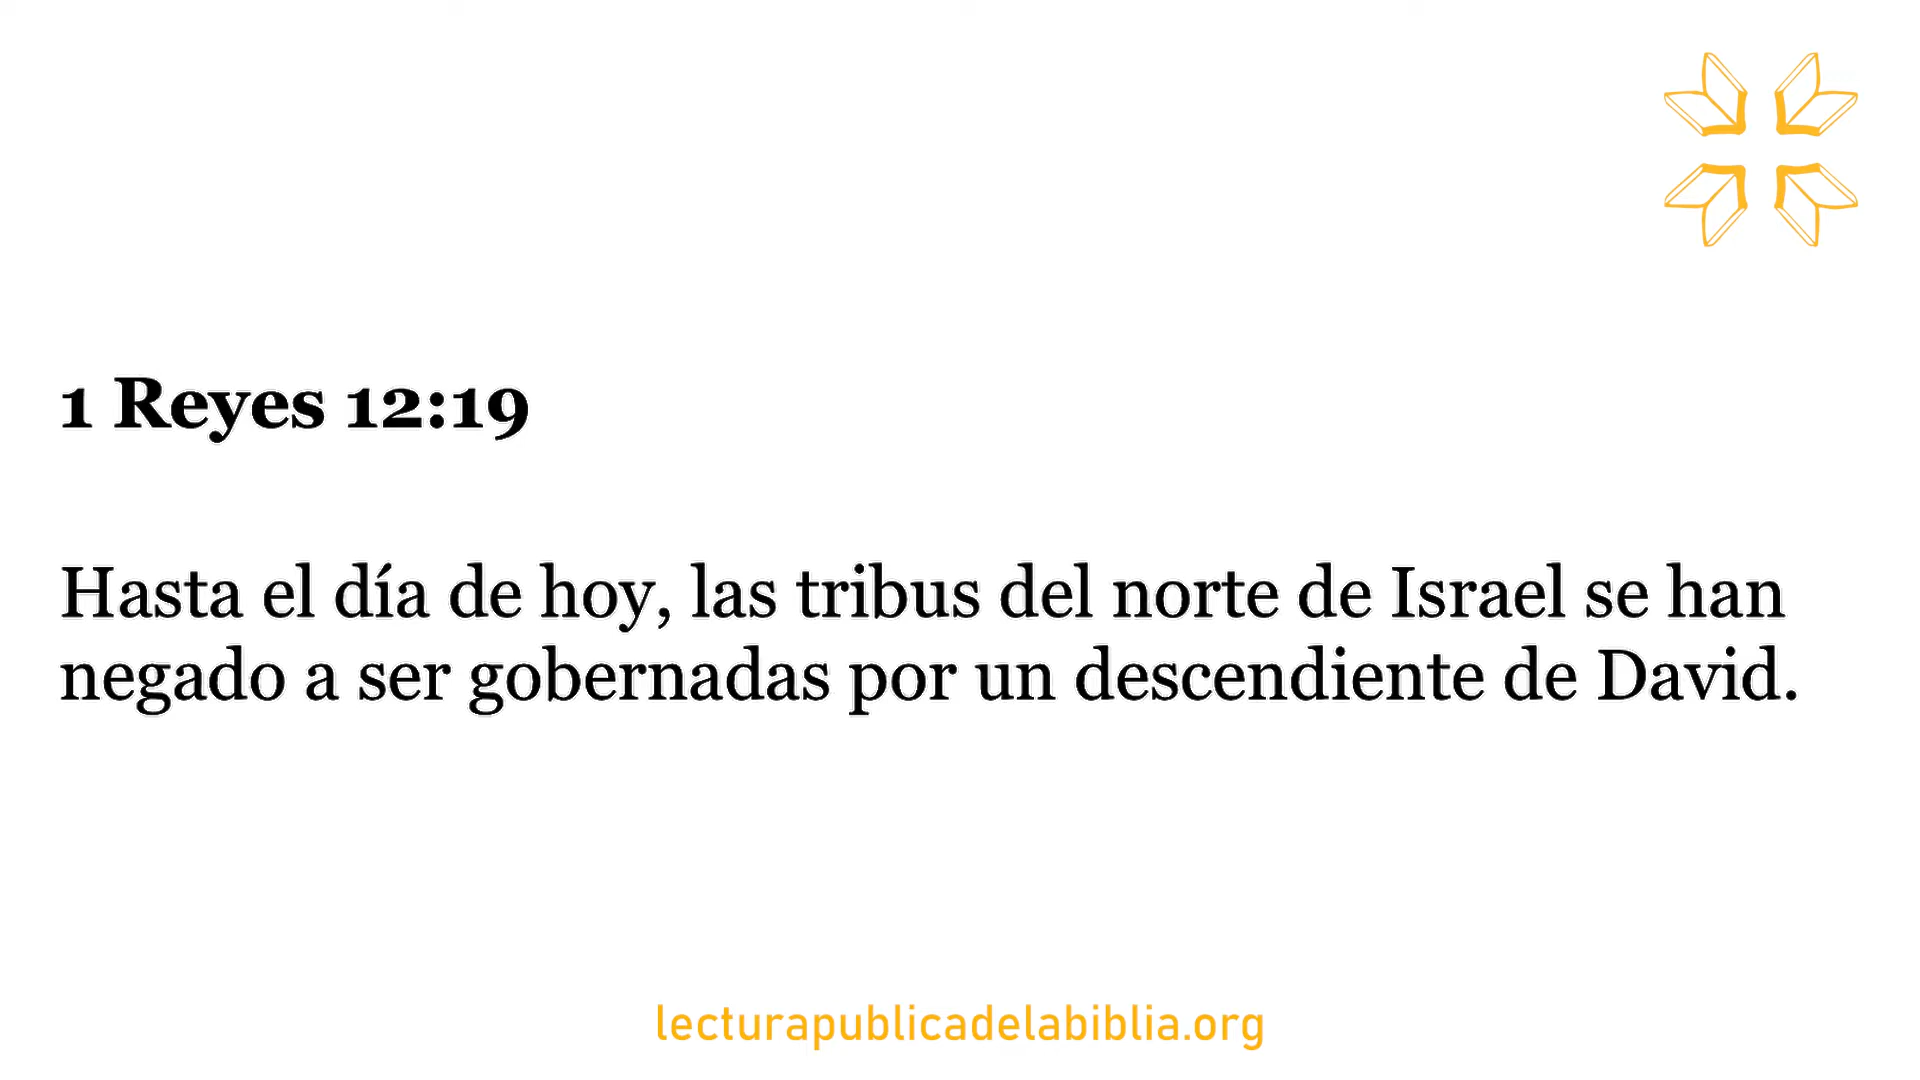 1 Reyes 12:19
Hasta el día de hoy, las tribus del norte de Israel se han
negado a ser gobernadas por un descendiente de David.
lecturapublicadelabiblia.org